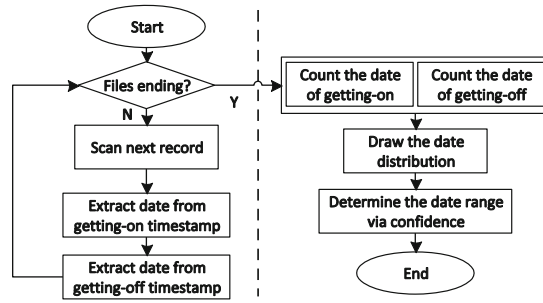 Start
Files ending?
N
Y
Scan next record
Extract date from
getting-on timestamp
Extract date from
getting-off timestamp
Count the date
of getting-on
Count the date
of getting-off
Draw the date
distribution
Determine the date range
via confidence
End